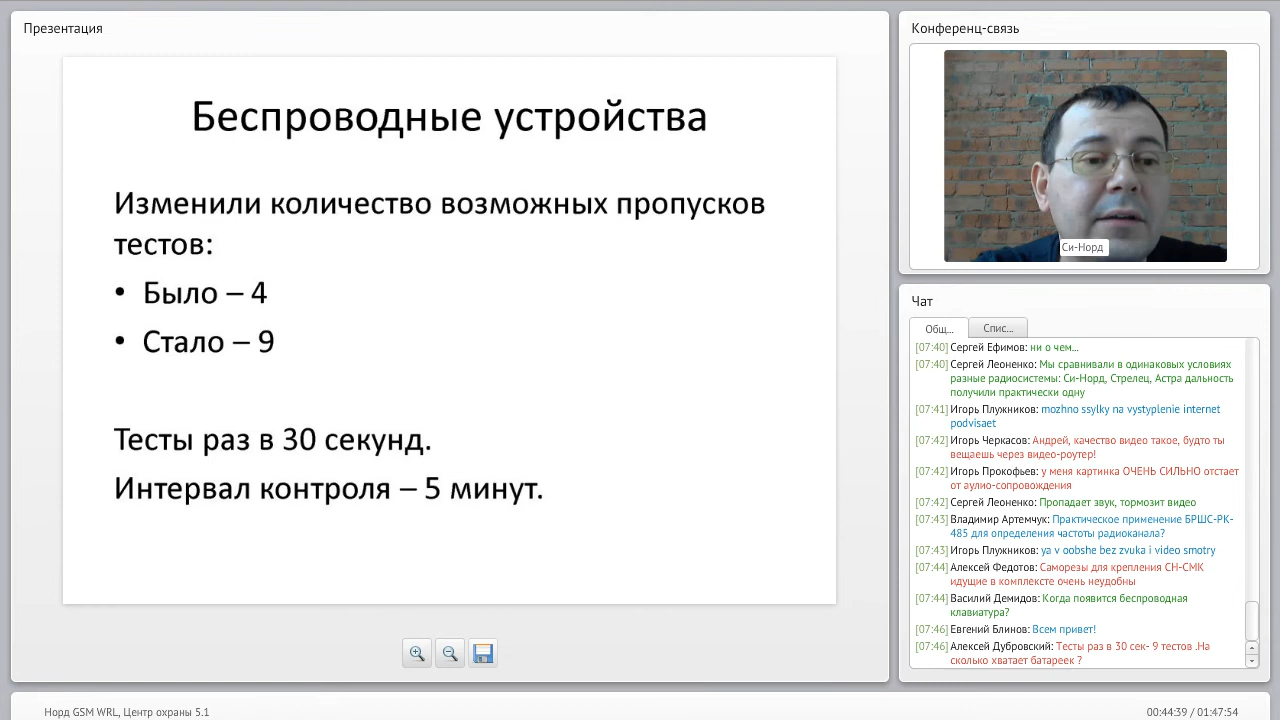 Презентация
Беспроводные устройства
Изменили количество возможных пропусков
тестов:
• Было – 4
• Стало – 9
Тесты раз в 30 секунд.
Интервал контроля – 5 минут.
Конференц-связь
Си-Норд
Чат
Общ...
Спис...
[07:40] Сергей Ефимов: ни о чем...
[07:40] Сергей Леоненко: Мы сравнивали в одинаковых условиях
разные радиосистемы: Си-Норд, Стрелец, Астра дальность
получили практически одну
[07:41] Игорь Плужников: mozhno ssylky na vystyplenie internet
podvisaet
[07:42] Игорь Черкасов: Андрей, качество видео такое, будто ты
вещаешь через видео-роутер!
[07:42] Игорь Прокофьев: у меня картинка ОЧЕНЬ СИЛЬНО отстает
от аулио-сопровождения
[07:42] Сергей Леоненко: Пропадает звук, тормозит видео
[07:43] Владимир Артемчук: Практическое применение БРШС-РК-
485 для определения частоты радиоканала?
[07:43] Игорь Плужников: ya v oobshe bez zvuka i video smotry
[07:44] Алексей Федотов: Саморезы для крепления СН-СМК
идущие в комплексте очень неудобны
[07:44] Василий Демидов: Когда появится беспроводная
клавиатура?
[07:46] Евгений Блинов: Всем привет!
[07:46] Алексей Дубровский: Тесты раз в 30 сек- 9 тестов .На
сколько хватает батареек ?
Норд GSM WRL, Центр охраны 5.1
00:44:39 / 01:47:54